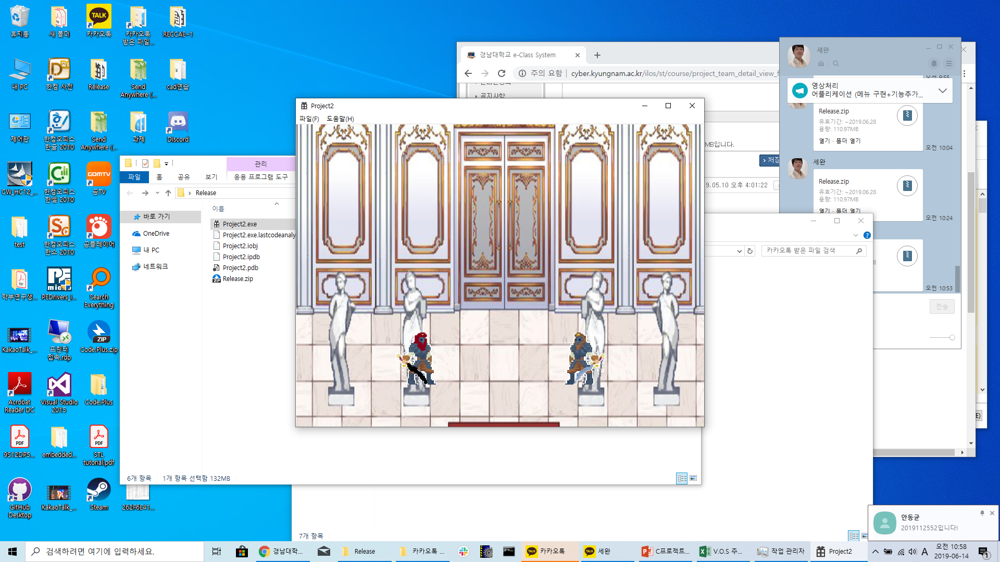 휴지통
새 폴더
카카오톡
카카오톡
받은 파일...
RECCAE~1
내 PC
한컴 사전
Release
Send
Anywhere (...
cad연습
제어판
한컴오피스
한글 2010
Send
Anywhere (...
과제
Discord
CW_HC12_...
한컴오피스
한셀 2010
곰TV
test
한컴오피스
한쇼 2010
곰플레이어
학부연구생...
PEDrivers_i...
Search
Everything
KakaoTalk_...
프린터
접속.rdp
Code.Plus.zip
Acrobat
Reader DC
Visual Studio
2015
Code.Plus
9S12DP5...
embedded...
STL
tutorial.pdf
GitHub
Desktop
KakaoTalk_...
Steam
262F6E41...
경남대학교 e-Class System
주의 요함
cyber.kyungnam.ac.kr/ilos/st/course/project_team_detail_view_f
공지사항
MB입니다.
› 저장
9.05.10 오후 4:01:22
세완
영상처리
어플리케이션 (메뉴 구현+기능추가...
Release.zip
유효기간: ~2019.06.28
용량: 110.97MB
열기 · 폴더 열기
오전 10:04
세완
Release.zip
유효기간: ~2019.06.28
용량: 110.97MB
열기 · 폴더 열기
오전 10:24
오전 10:53
전송
Project2
파일(F) 도움말(H)
관리
파일 홈 공유 보기 응용 프로그램 도구
Release
이름
바로 가기
OneDrive
내 PC
네트워크
Project2.exe
Project2.exe.lastcodeanaly
Project2.iobj
Project2.ipdb
Project2.pdb
Release.zip
6개 항목 1개 항목 선택함 132MB
카카오톡 받은 파일 검색
7개 항목
E)
안동균
2019112552입니다!
검색하려면 여기에 입력하세요.
경남대학...
Release
카카오톡 ...
카카오톡
세완
C프로젝트...
V.O.S 주...
작업 관리자
Project2
A
오전 10:58
2019-06-14
1